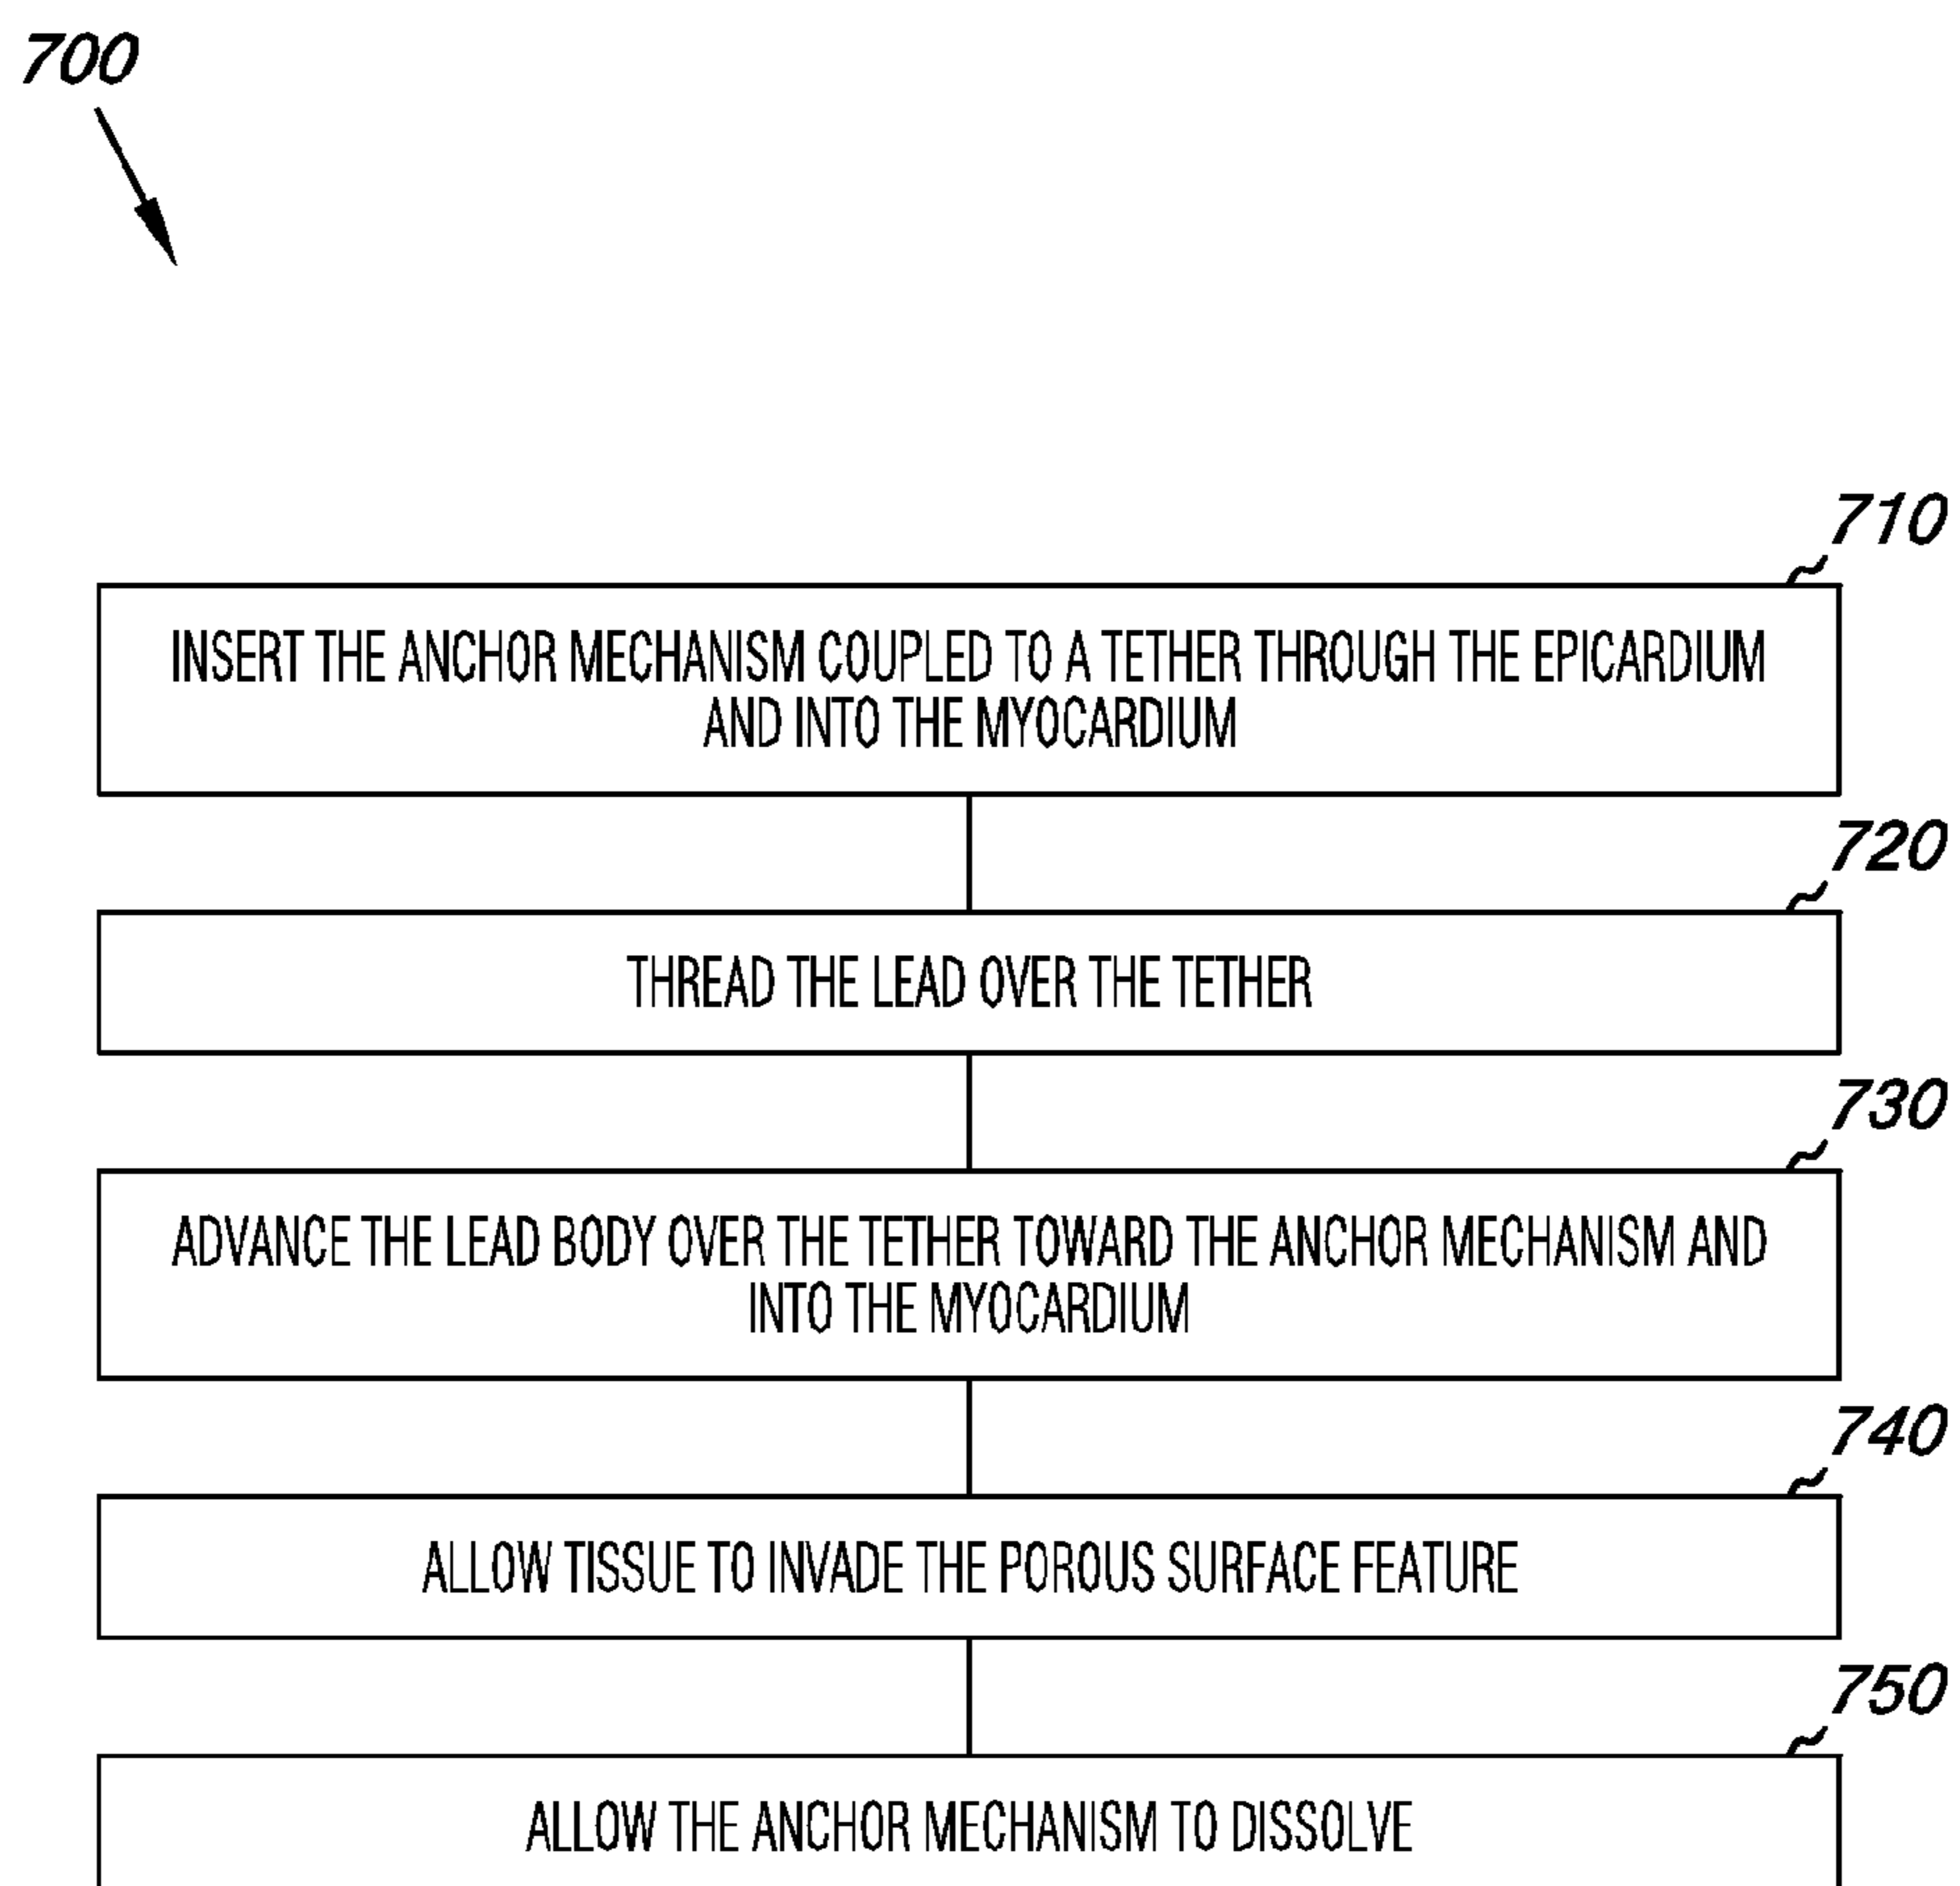 700
710
INSERT THE ANCHOR MECHANISM COUPLED TO A TETHER THROUGH THE EPICARDIUM
AND INTO THE MYOCARDIUM
720
THREAD THE LEAD OVER THE TETHER
730
ADVANCE THE LEAD BODY OVER THE TETHER TOWARD THE ANCHOR MECHANISM AND
INTO THE MYOCARDIUM
740
ALLOW TISSUE TO INVADE THE POROUS SURFACE FEATURE
750
ALLOW THE ANCHOR MECHANISM TO DISSOLVE